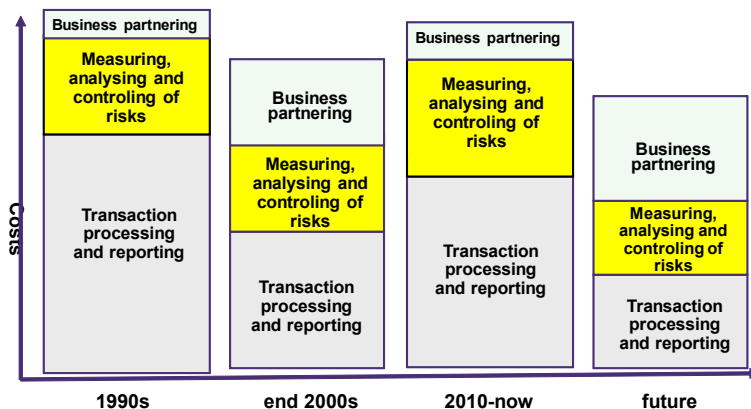 Business partnering
Measuring,
analysing and
controling of
risks
Transaction
processing
and reporting
Business
partnering
Measuring,
analysing and
controling of
risks
Transaction
processing
and reporting
Business partnering
Measuring,
analysing and
controling of
risks
Transaction
processing
and reporting
Business
partnering
Measuring,
analysing and
controling of
risks
Transaction
processing
and reporting
Costs
1990s
end 2000s
2010-now
future